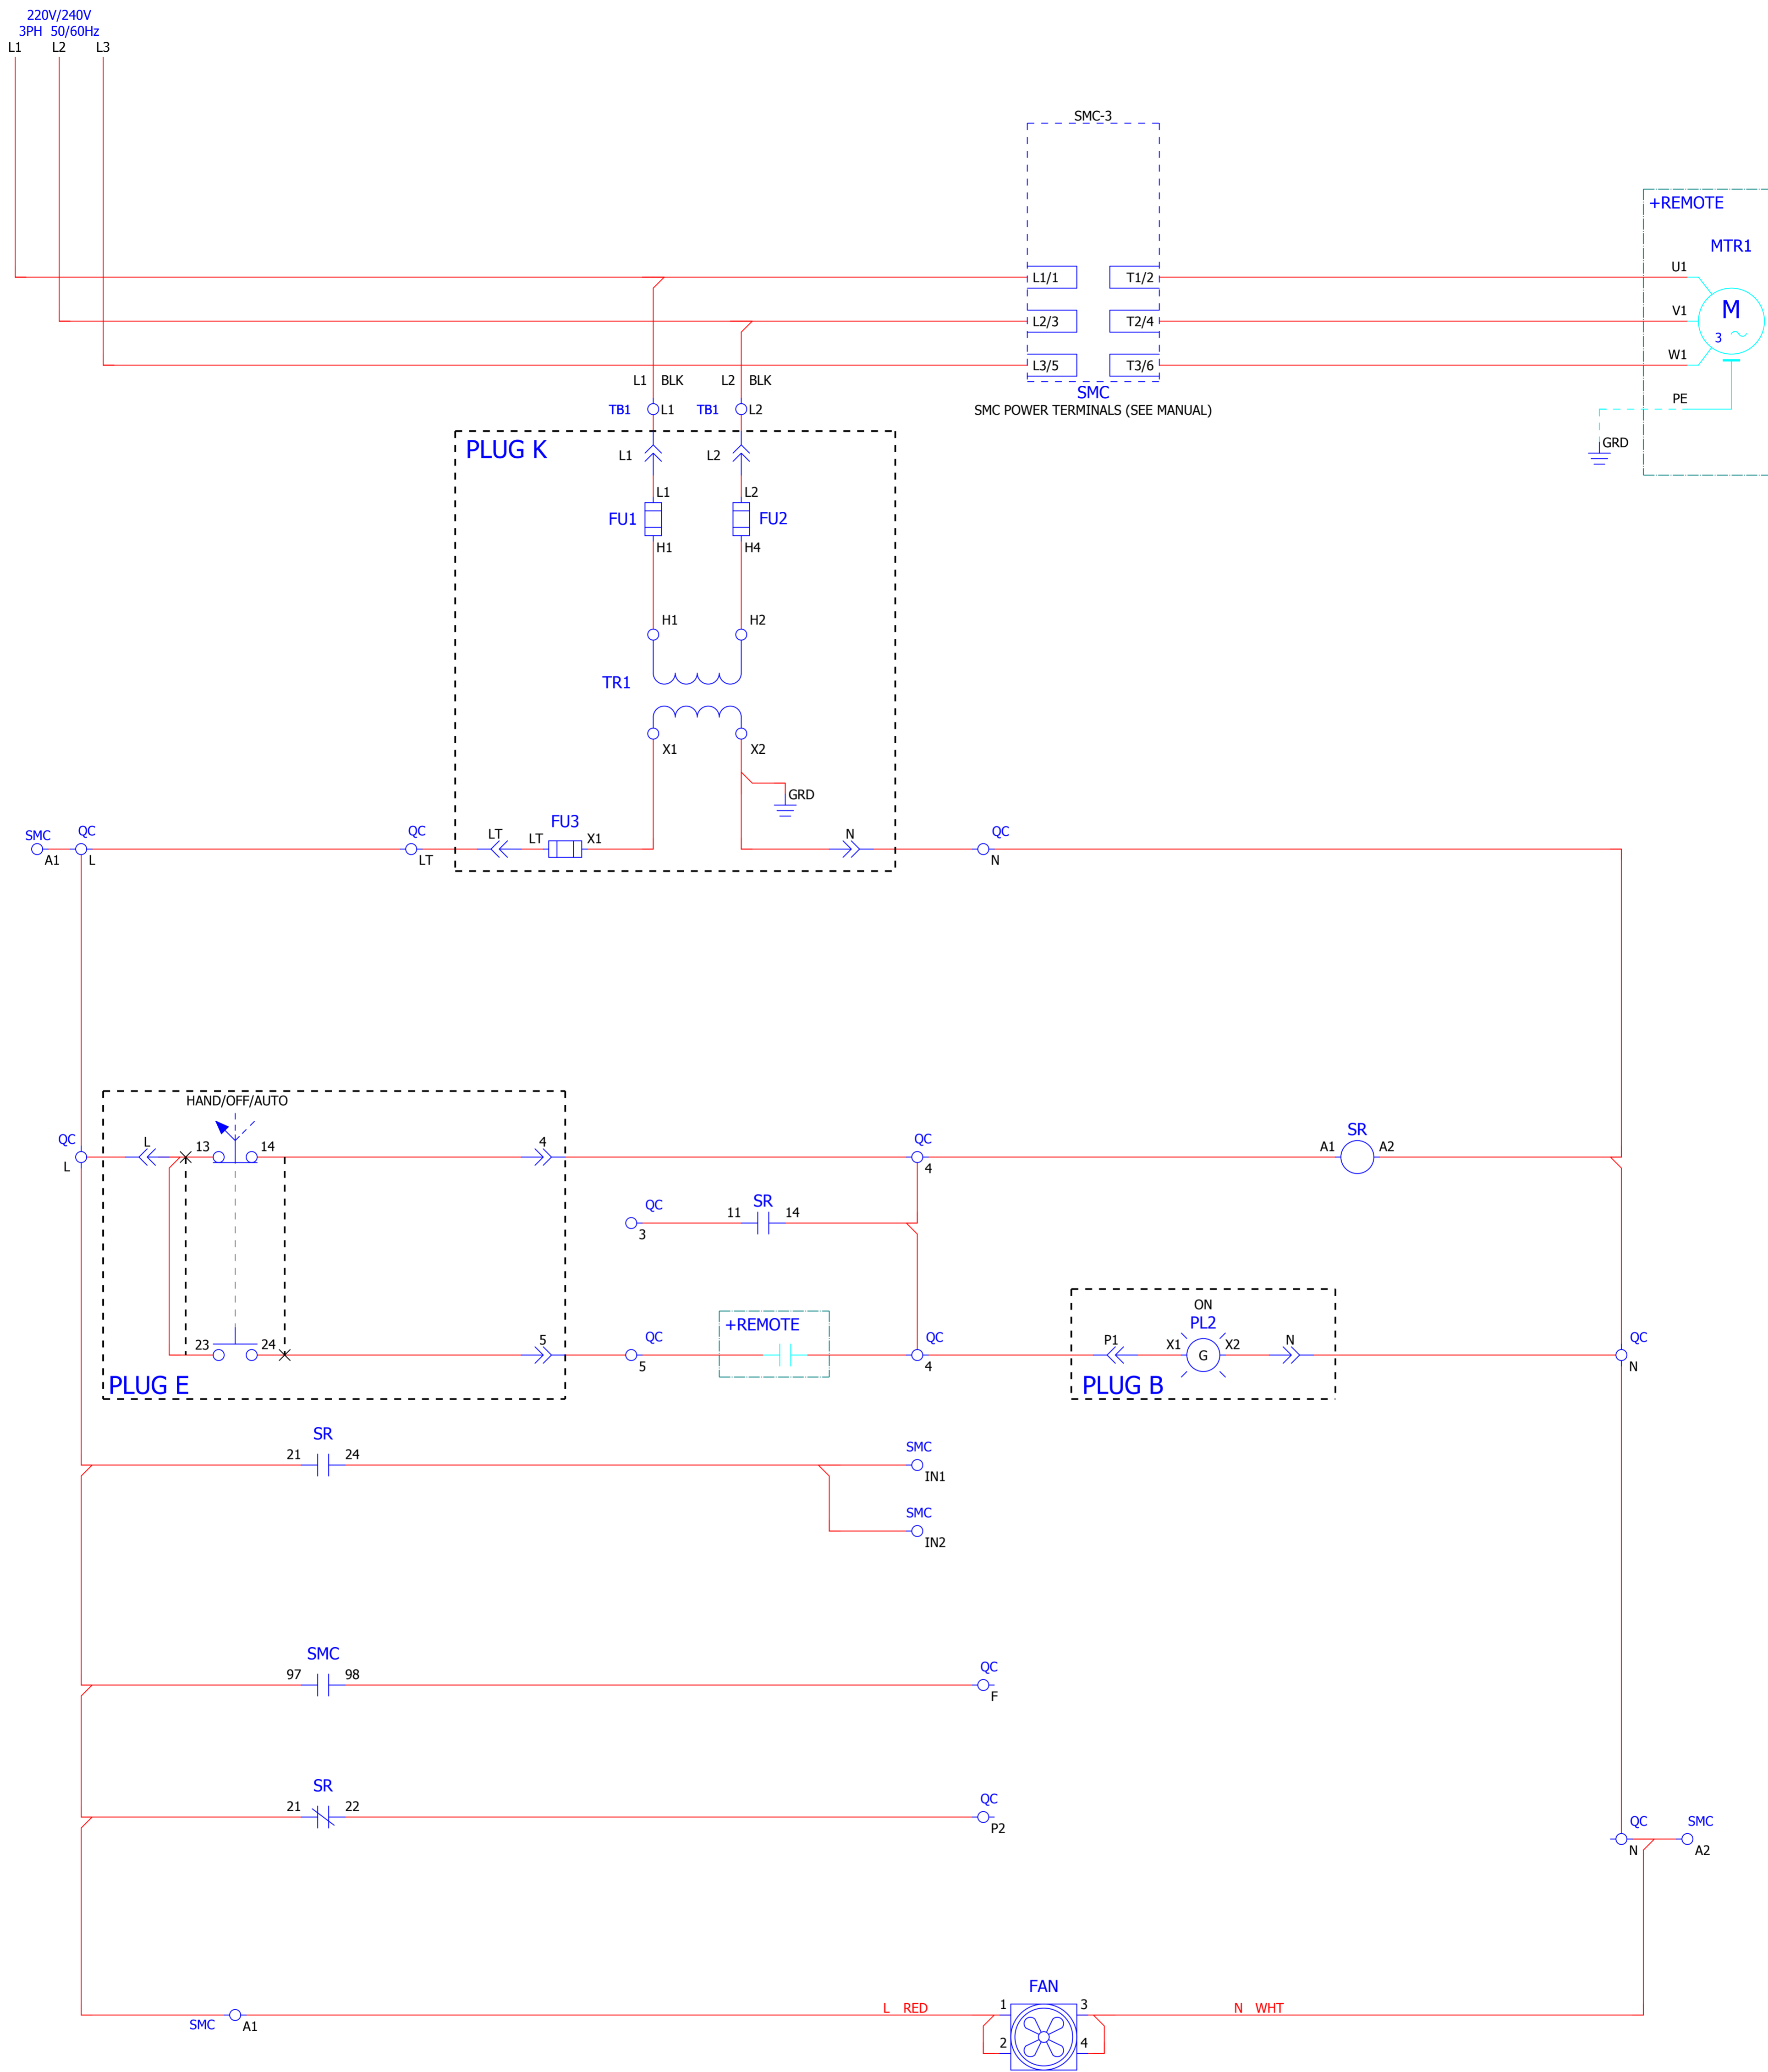 220V/240V
3PH 50/60Hz
L1 L2 L3
SMC-3
+REMOTE
MTR1
L1/1 T1/2 U1
M
3
L2/3 T2/4 V1
L3/5 T3/6 W1
L1 BLK L2 BLK
SMC
TB1 L1 TB1 L2
SMC POWER TERMINALS (SEE MANUAL)
PE
GRD
PLUG K
L1 L2
L1 L2
FU1 FU2
H1 H4
H1 H2
TR1
X1 X2
GRD
FU3
SMC QC QC LT LT X1 N QC
A1 L LT N
HAND/OFF/AUTO
QC L 13 14 4 QC A1 SR A2
L 4
QC 11 SR 14
3
ON
+REMOTE
PL2
23 24 5 QC QC P1 X1 G X2 N QC
5 4 N
PLUG E
PLUG B
SR
21 24 SMC
IN1
SMC
IN2
SMC
97 98 QC
F
SR
21 22 QC
P2
QC SMC
N A2
FAN
L RED 1 3 N WHT
SMC A1
2 4